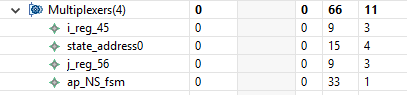 Multiplexers(4) 0 0 66 11
i_reg_45 0 0 9 3
state_address0 0 0 15 4
j_reg_56 0 0 9 3
ap_NS_fsm 0 0 33 1